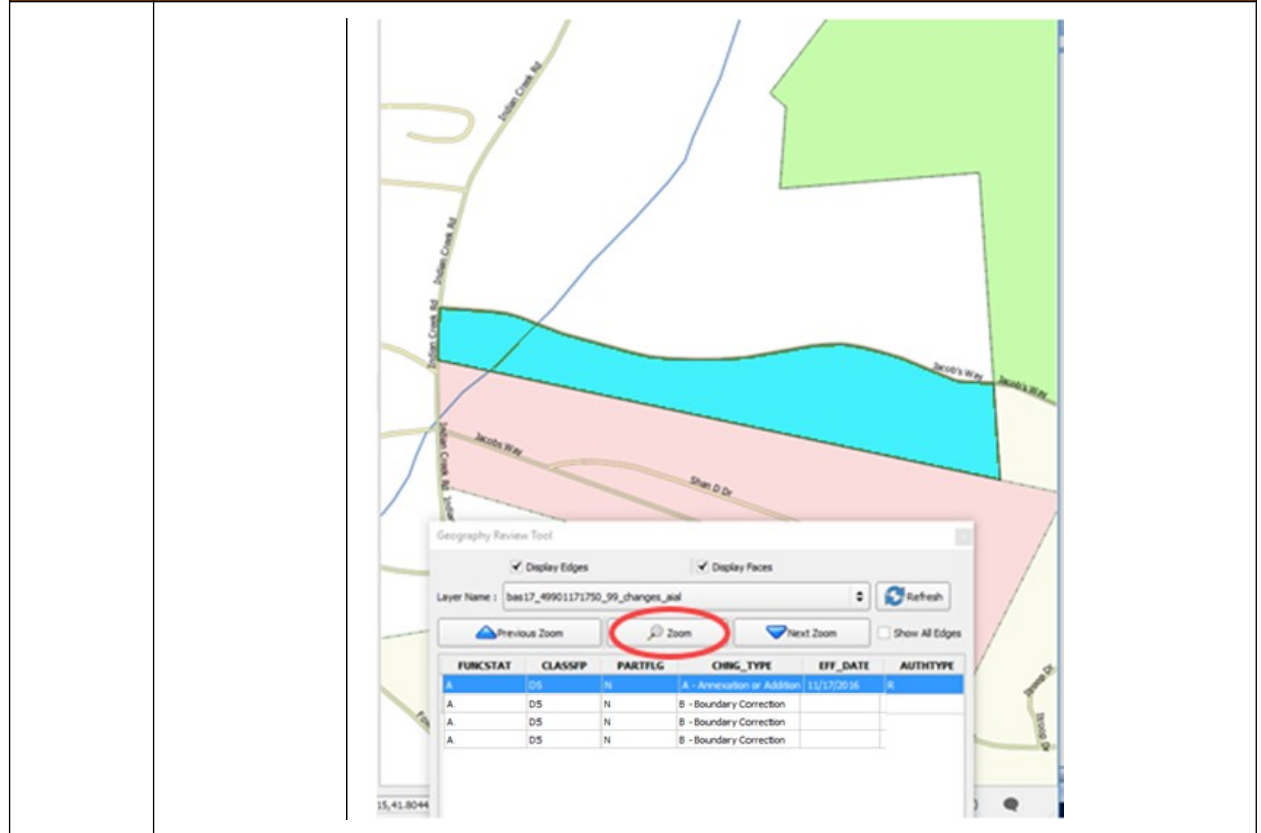 Indian Creek Rd
Indian Creek Rd
Indian Creek Rd
Jacob's Way
Jacob's Way
Indian Creek Rd
Jacobs Way
Shan D Dr
Geography Review Tool
Display Edges
Display Faces
Layer Name : bas17_49901171750_99_changes_aial
Refresh
Previous Zoom
Zoom
Next Zoom
Show All Edges
FUNCSTAT CLASSFP PARTFLG CHNG_TYPE EFF_DATE AUTHTYPE
A D5 N A - Annexation or Addition 11/17/2016 R
A D5 N B - Boundary Correction
A D5 N B - Boundary Correction
A D5 N B - Boundary Correction
15,41.8044